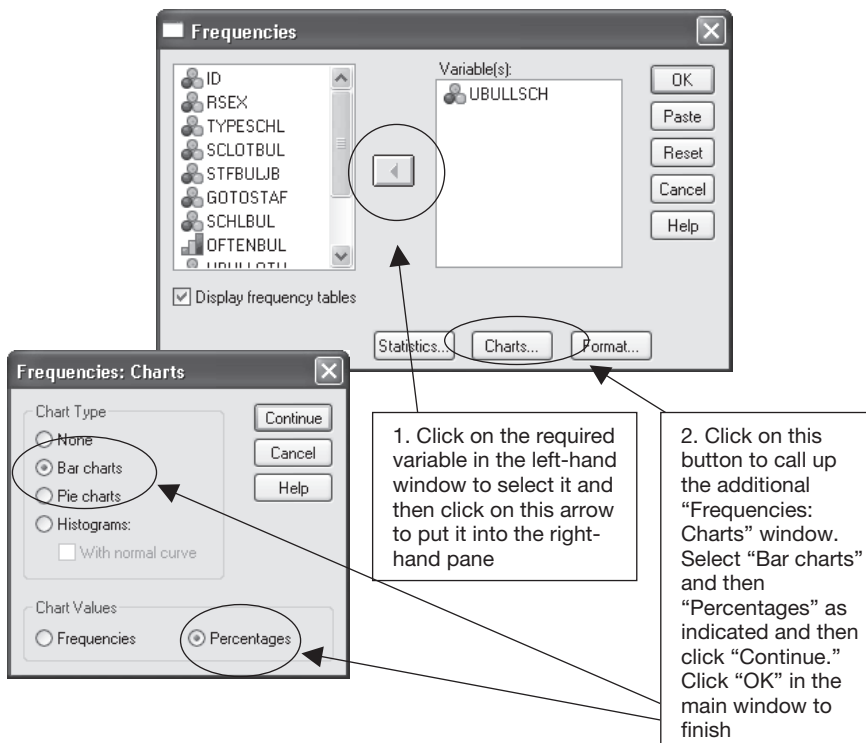 Frequencies
ID
RSEX
TYPESCHL
SCLOTBUL
STFBULJB
GOTOSTAF
SCHLBUL
OFTENBUL
Variable(s):
UBULLSCH
OK
Paste
Reset
Cancel
Help
Display frequency tables
Statistics...
Charts...
Format...
Frequencies: Charts
Chart Type
None
Bar charts
Pie charts
Histograms:
With normal curve
Continue
Cancel
Help
Chart Values
Frequencies
Percentages
1. Click on the required
variable in the left-hand
window to select it and
then click on this arrow
to put it into the right-
hand pane
2. Click on this
button to call up
the additional
“Frequencies:
Charts” window.
Select “Bar charts”
and then
“Percentages” as
indicated and then
click “Continue.”
Click “OK” in the
main window to
finish